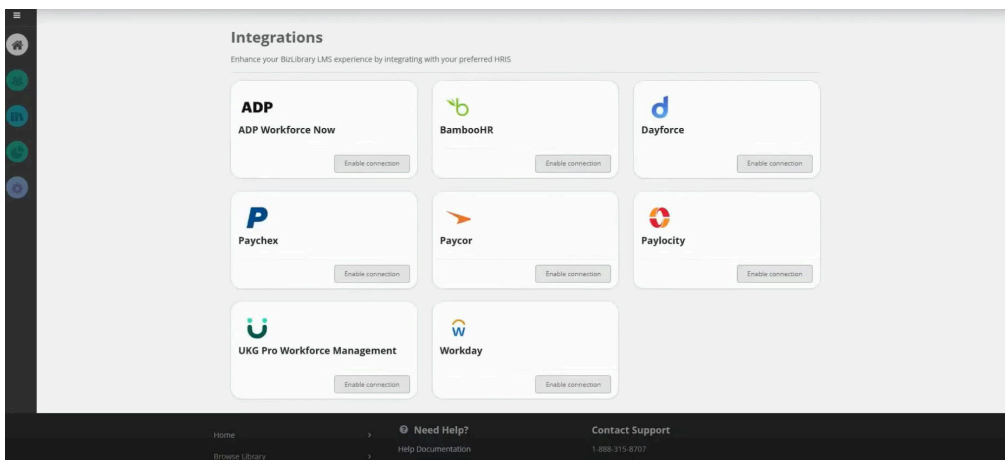 Integrations
Enhance your BizLibrary LMS experience by integrating with your preferred HRIS
ADP
ADP Workforce Now
Enable connection
BambooHR
Enable connection
Dayforce
Enable connection
Paychex
Enable connection
Paycor
Enable connection
Paylocity
Enable connection
UKG Pro Workforce Management
Enable connection
Workday
Enable connection
Home
Browse Library
Need Help?
Help Documentation
Contact Support
1-888-315-8707